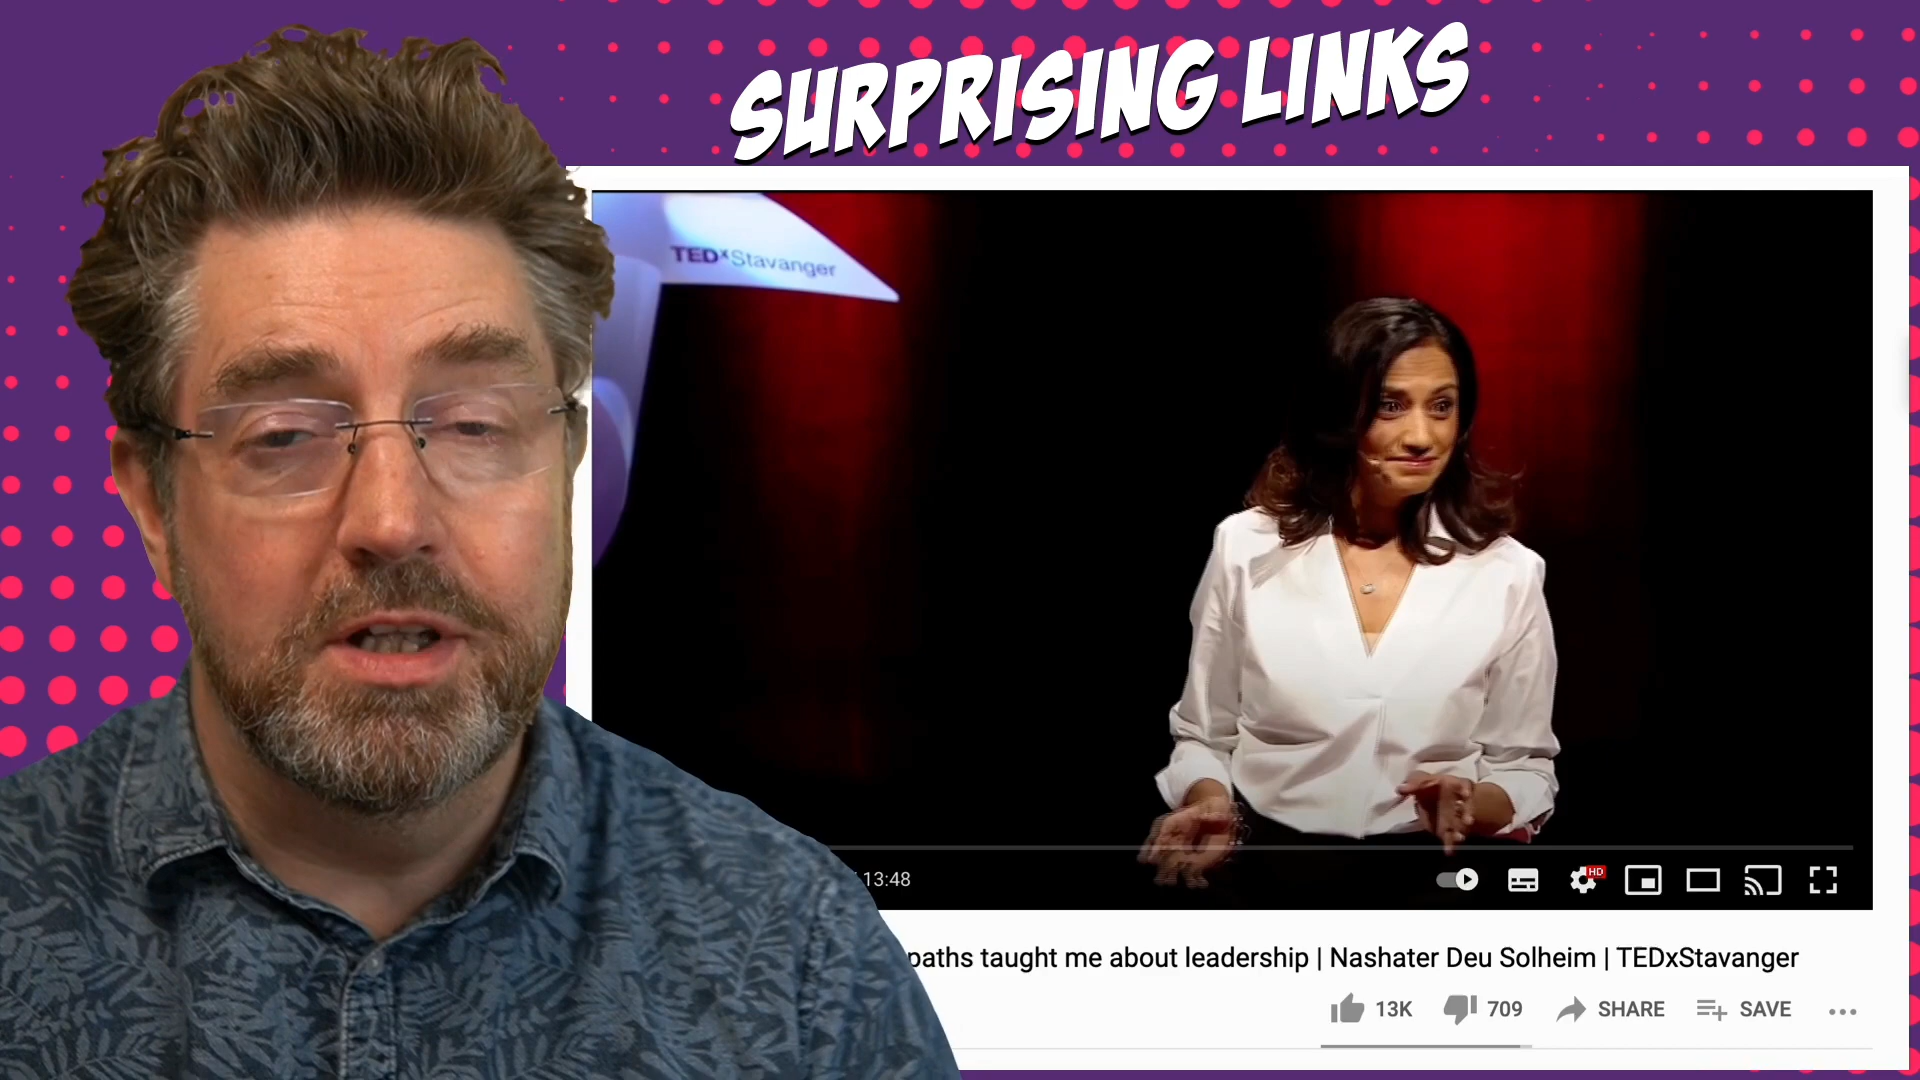 SURPRISING LINKS
TEDxStavanger
13:48
HD
paths taught me about leadership | Nashater Deu Solheim | TEDxStavanger
13K 709 SHARE SAVE